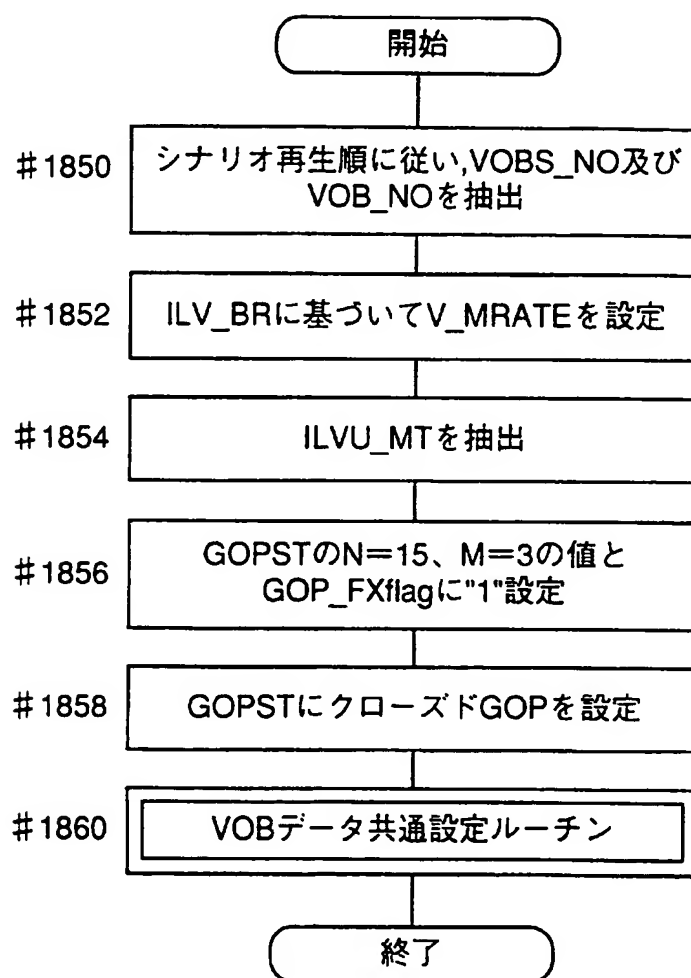 開始
#1850
シナリオ再生順に従い,VOBS_NO及び
VOB_NOを抽出
#1852
ILV_BRに基づいてV_MRATEを設定
#1854
ILVU_MTを抽出
#1856
GOPSTのN=15、M=3の値と
GOP_FXflagに"1"設定
#1858
GOPSTにクローズドGOPを設定
#1860
VOBデータ共通設定ルーチン
終了